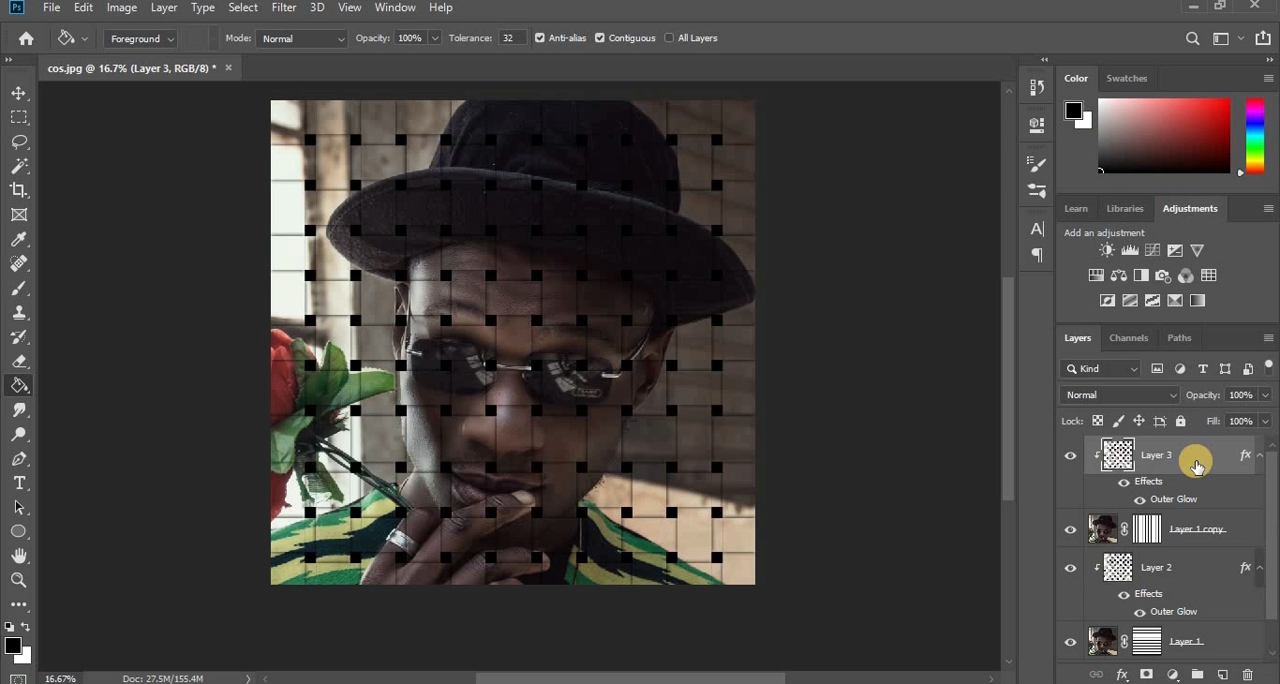 Ps File Edit Image Layer Type Select Filter 3D View Window Help
Foreground Mode: Normal Opacity: 100% Tolerance: 32 Anti-alias Contiguous All Layers
cos.jpg @ 16.7% (Layer 3, RGB/8) *
Color Swatches
Learn Libraries Adjustments
Add an adjustment
Layers Channels Paths
Kind
Normal Opacity: 100%
Lock: Fill: 100%
Layer 3 fx
Effects
Outer Glow
Layer 1 copy
Layer 2 fx
Effects
Outer Glow
Layer 1
16.67% Doc: 27.5M/155.4M